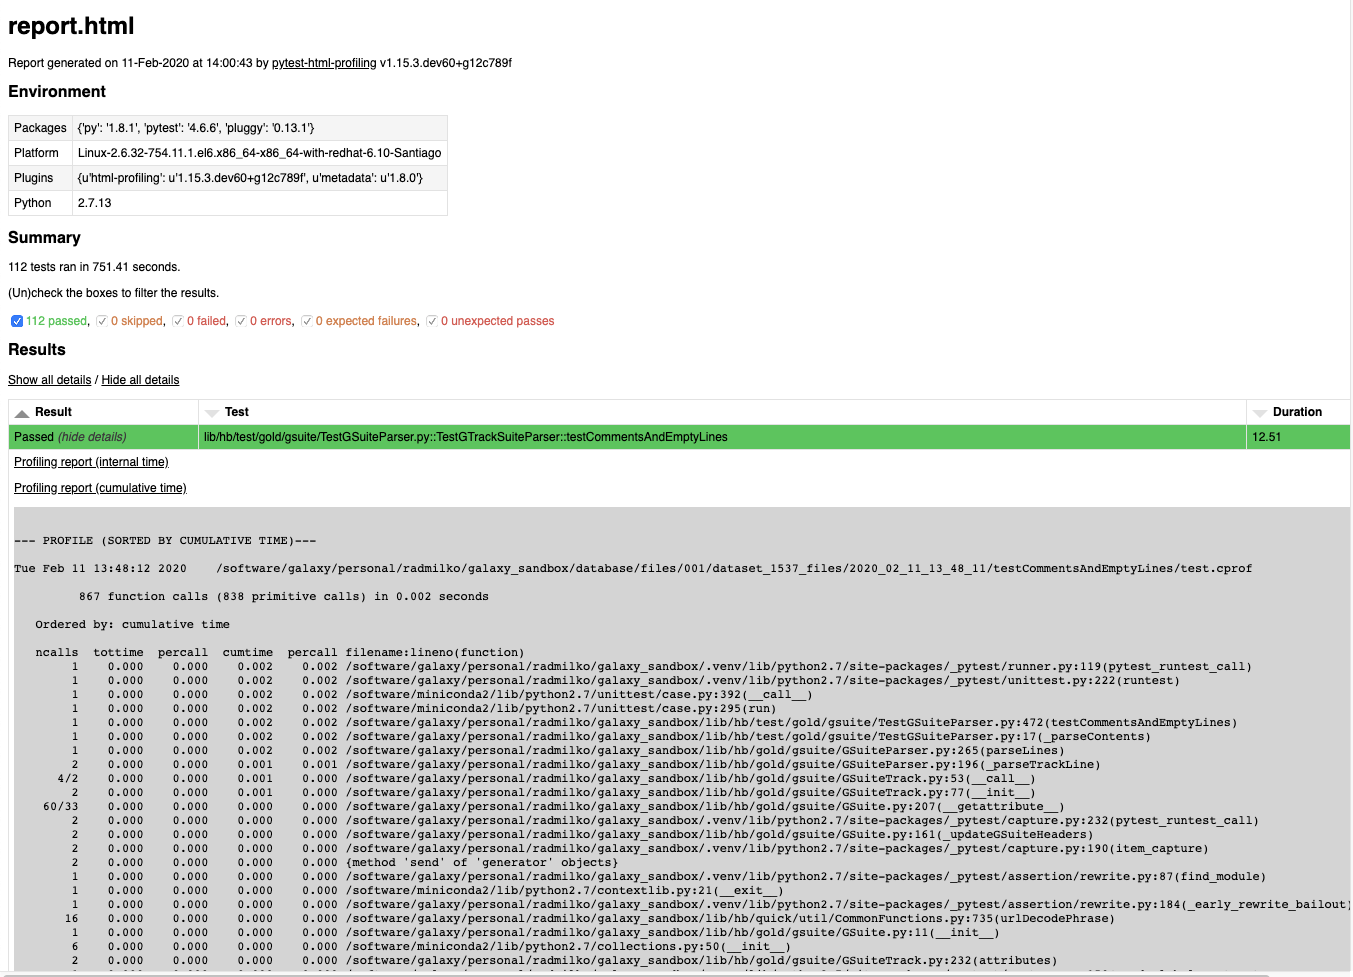 report.html
Report generated on 11-Feb-2020 at 14:00:43 by pytest-html-profiling v1.15.3.dev60+g12c789f
Environment
Packages {'py': '1.8.1', 'pytest': '4.6.6', 'pluggy': '0.13.1'}
Platform Linux-2.6.32-754.11.1.el6.x86_64-x86_64-with-redhat-6.10-Santiago
Plugins {u'html-profiling': u'1.15.3.dev60+g12c789f', u'metadata': u'1.8.0'}
Python 2.7.13
Summary
112 tests ran in 751.41 seconds.
(Un)check the boxes to filter the results.
112 passed, 0 skipped, 0 failed, 0 errors, 0 expected failures, 0 unexpected passes
Results
Show all details / Hide all details
Result Test Duration
Passed (hide details) lib/hb/test/gold/gsuite/TestGSuiteParser.py::TestGTrackSuiteParser::testCommentsAndEmptyLines 12.51
Profiling report (internal time)
Profiling report (cumulative time)
--- PROFILE (SORTED BY CUMULATIVE TIME)---
Tue Feb 11 13:48:12 2020    /software/galaxy/personal/radmilko/galaxy_sandbox/database/files/001/dataset_1537_files/2020_02_11_13_48_11/testCommentsAndEmptyLines/test.cprof
867 function calls (838 primitive calls) in 0.002 seconds
Ordered by: cumulative time
ncalls  tottime  percall  cumtime  percall filename:lineno(function)
1    0.000    0.000    0.002    0.002 /software/galaxy/personal/radmilko/galaxy_sandbox/.venv/lib/python2.7/site-packages/_pytest/runner.py:119(pytest_runtest_call)
1    0.000    0.000    0.002    0.002 /software/galaxy/personal/radmilko/galaxy_sandbox/.venv/lib/python2.7/site-packages/_pytest/unittest.py:222(runtest)
1    0.000    0.000    0.002    0.002 /software/miniconda2/lib/python2.7/unittest/case.py:392(__call__)
1    0.000    0.000    0.002    0.002 /software/miniconda2/lib/python2.7/unittest/case.py:295(run)
1    0.000    0.000    0.002    0.002 /software/galaxy/personal/radmilko/galaxy_sandbox/lib/hb/test/gold/gsuite/TestGSuiteParser.py:472(testCommentsAndEmptyLines)
1    0.000    0.000    0.002    0.002 /software/galaxy/personal/radmilko/galaxy_sandbox/lib/hb/test/gold/gsuite/TestGSuiteParser.py:17(_parseContents)
1    0.000    0.000    0.002    0.002 /software/galaxy/personal/radmilko/galaxy_sandbox/lib/hb/gold/gsuite/GSuiteParser.py:265(parseLines)
2    0.000    0.000    0.001    0.001 /software/galaxy/personal/radmilko/galaxy_sandbox/lib/hb/gold/gsuite/GSuiteParser.py:196(_parseTrackLine)
4/2    0.000    0.000    0.001    0.000 /software/galaxy/personal/radmilko/galaxy_sandbox/lib/hb/gold/gsuite/GSuiteTrack.py:53(__call__)
2    0.000    0.000    0.001    0.000 /software/galaxy/personal/radmilko/galaxy_sandbox/lib/hb/gold/gsuite/GSuiteTrack.py:77(__init__)
60/33    0.000    0.000    0.000    0.000 /software/galaxy/personal/radmilko/galaxy_sandbox/lib/hb/gold/gsuite/GSuite.py:207(__getattribute__)
2    0.000    0.000    0.000    0.000 /software/galaxy/personal/radmilko/galaxy_sandbox/.venv/lib/python2.7/site-packages/_pytest/capture.py:232(pytest_runtest_call)
2    0.000    0.000    0.000    0.000 /software/galaxy/personal/radmilko/galaxy_sandbox/lib/hb/gold/gsuite/GSuite.py:161(_updateGSuiteHeaders)
2    0.000    0.000    0.000    0.000 /software/galaxy/personal/radmilko/galaxy_sandbox/.venv/lib/python2.7/site-packages/_pytest/capture.py:190(item_capture)
2    0.000    0.000    0.000    0.000 {method 'send' of 'generator' objects}
1    0.000    0.000    0.000    0.000 /software/galaxy/personal/radmilko/galaxy_sandbox/.venv/lib/python2.7/site-packages/_pytest/assertion/rewrite.py:87(find_module)
1    0.000    0.000    0.000    0.000 /software/miniconda2/lib/python2.7/contextlib.py:21(__exit__)
1    0.000    0.000    0.000    0.000 /software/galaxy/personal/radmilko/galaxy_sandbox/.venv/lib/python2.7/site-packages/_pytest/assertion/rewrite.py:184(_early_rewrite_bailout)
16    0.000    0.000    0.000    0.000 /software/galaxy/personal/radmilko/galaxy_sandbox/lib/hb/quick/util/CommonFunctions.py:735(urlDecodePhrase)
1    0.000    0.000    0.000    0.000 /software/galaxy/personal/radmilko/galaxy_sandbox/lib/hb/gold/gsuite/GSuite.py:11(__init__)
6    0.000    0.000    0.000    0.000 /software/miniconda2/lib/python2.7/collections.py:50(__init__)
2    0.000    0.000    0.000    0.000 /software/galaxy/personal/radmilko/galaxy_sandbox/lib/hb/gold/gsuite/GSuiteTrack.py:232(attributes)